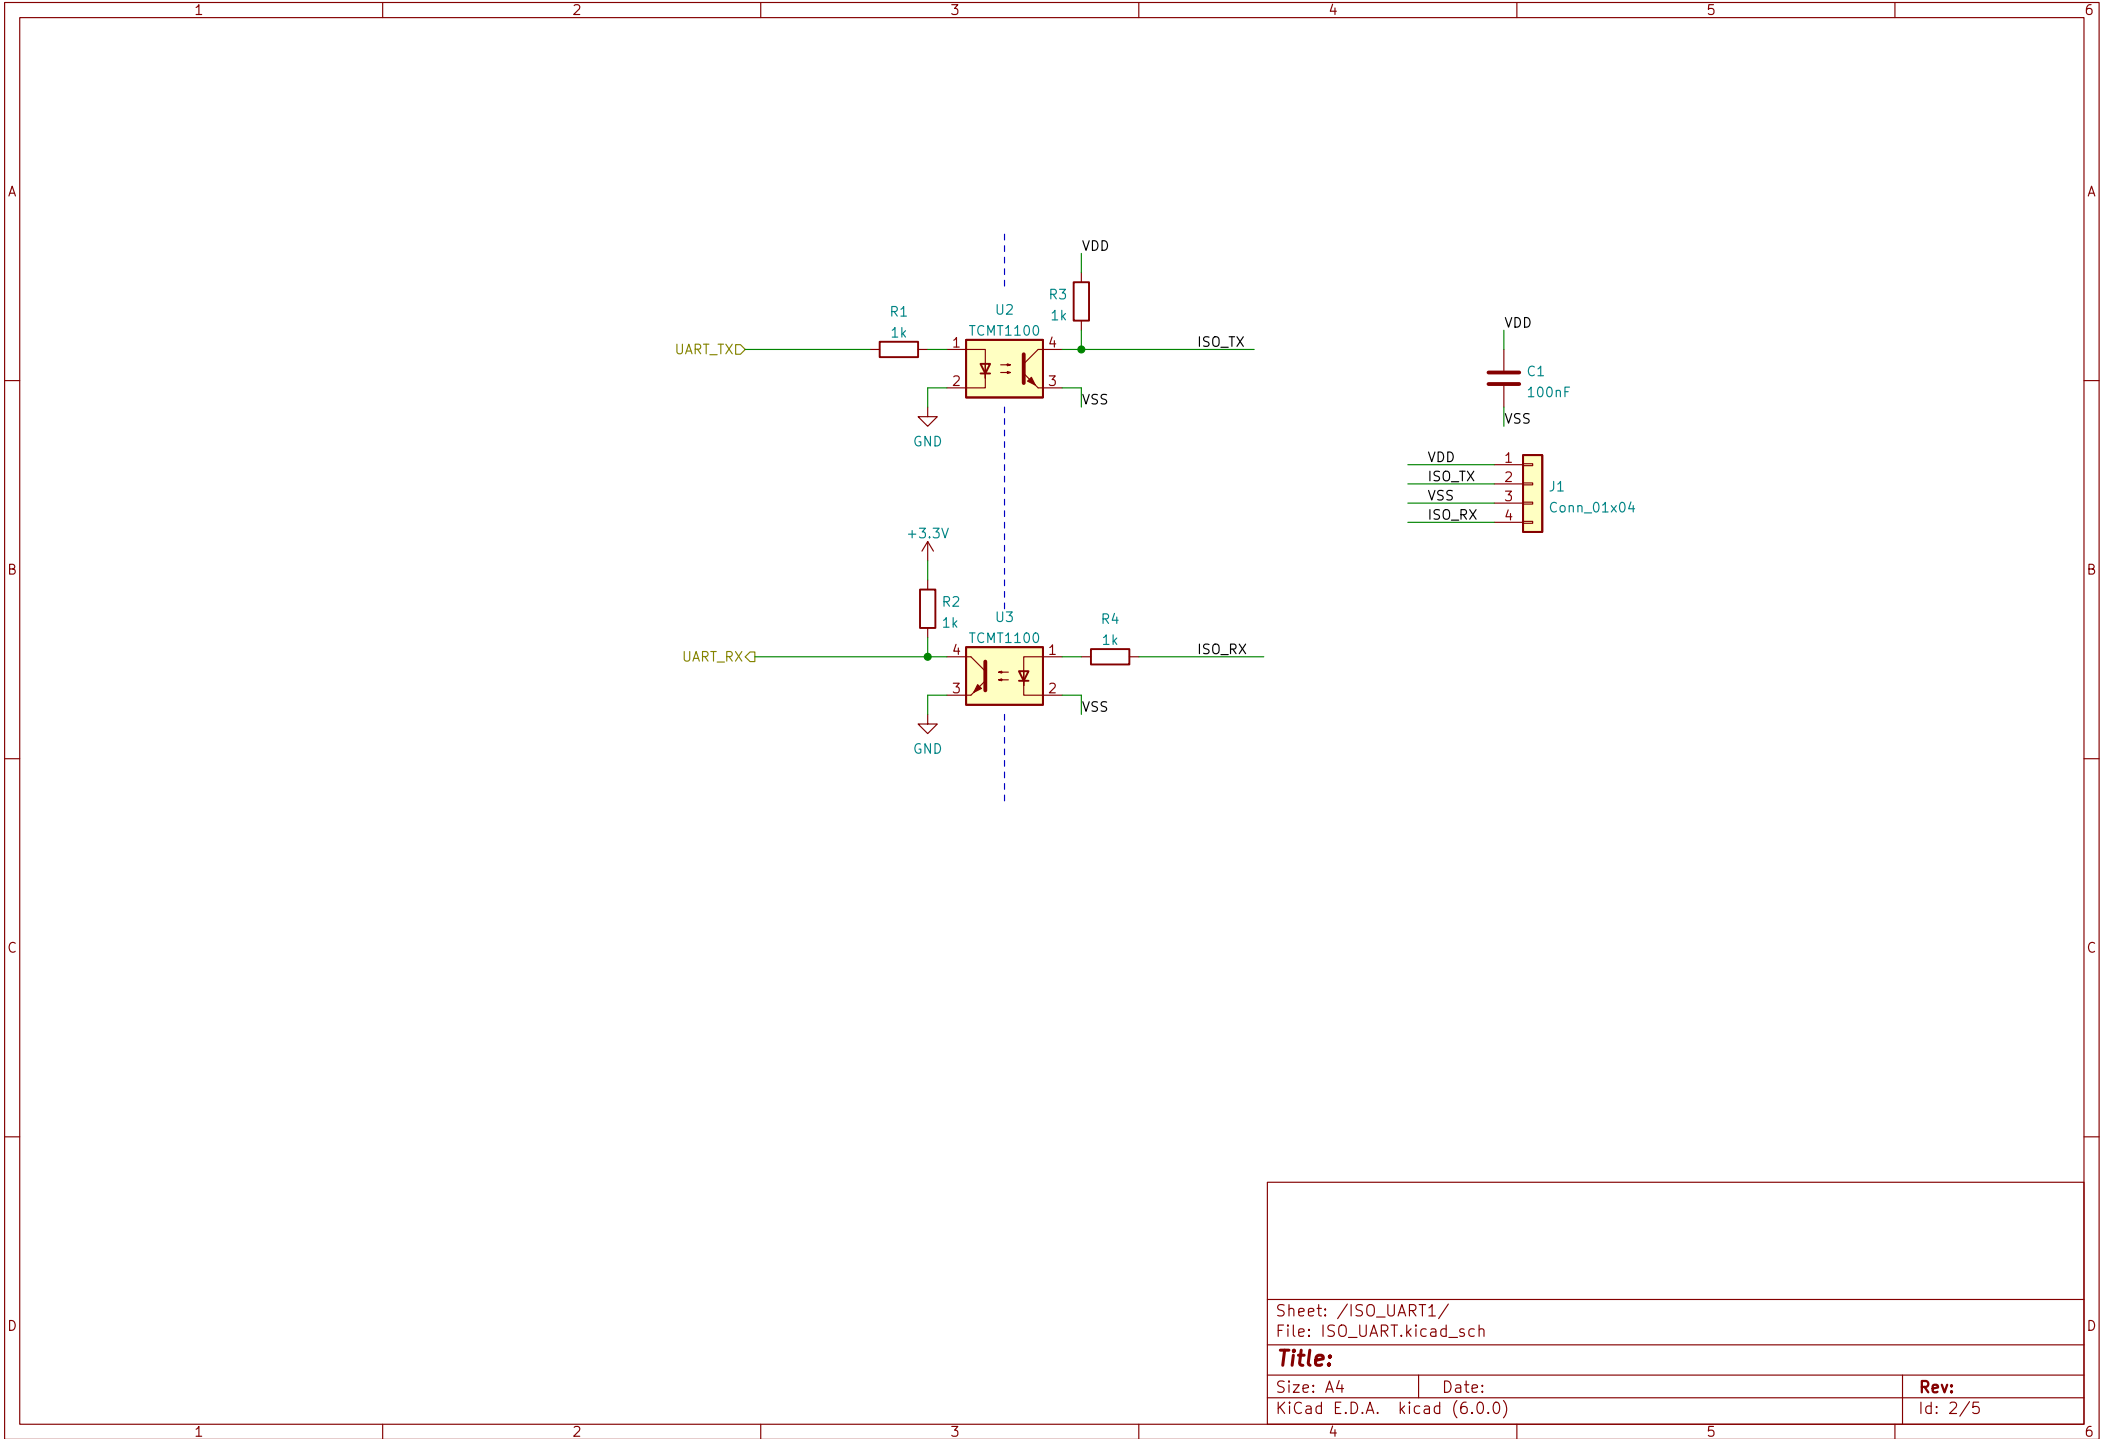 1 2 3 4 5 6
A A
VDD
R3
1k
R1
1k
U2
TCMT1100
UART_TX
1
2
4
3
ISO_TX
VSS
GND
VDD
C1
100nF
VSS
VDD 1
ISO_TX 2
VSS 3
ISO_RX 4
J1
Conn_01x04
B B
+3.3V
R2
1k
U3
TCMT1100
R4
1k
UART_RX
4
3
1
2
ISO_RX
VSS
GND
C C
D D
Sheet: /ISO_UART1/
File: ISO_UART.kicad_sch
Title:
Size: A4 Date: Rev:
KiCad E.D.A. kicad (6.0.0) Id: 2/5
1 2 3 4 5 6